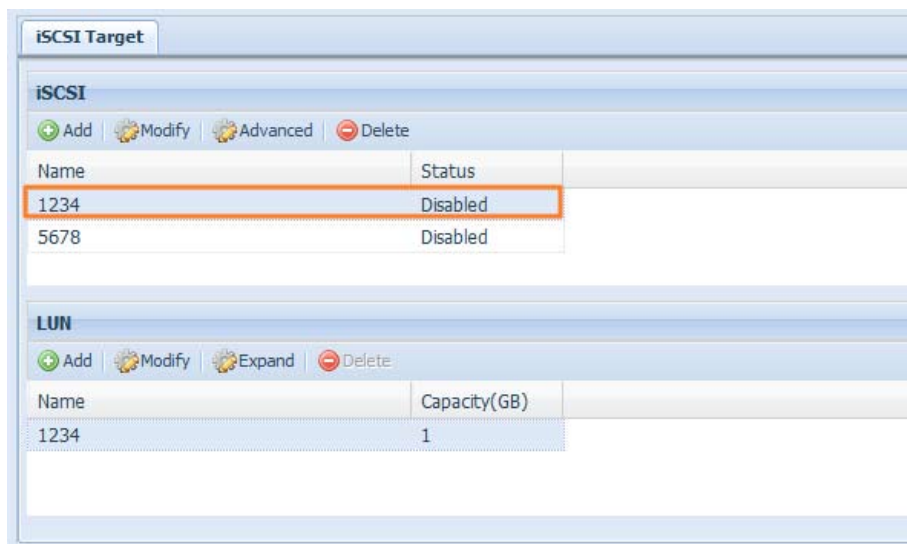 iSCSI Target
iSCSI
Add Modify Advanced Delete
Name Status
1234 Disabled
5678 Disabled
LUN
Add Modify Expand Delete
Name Capacity(GB)
1234 1